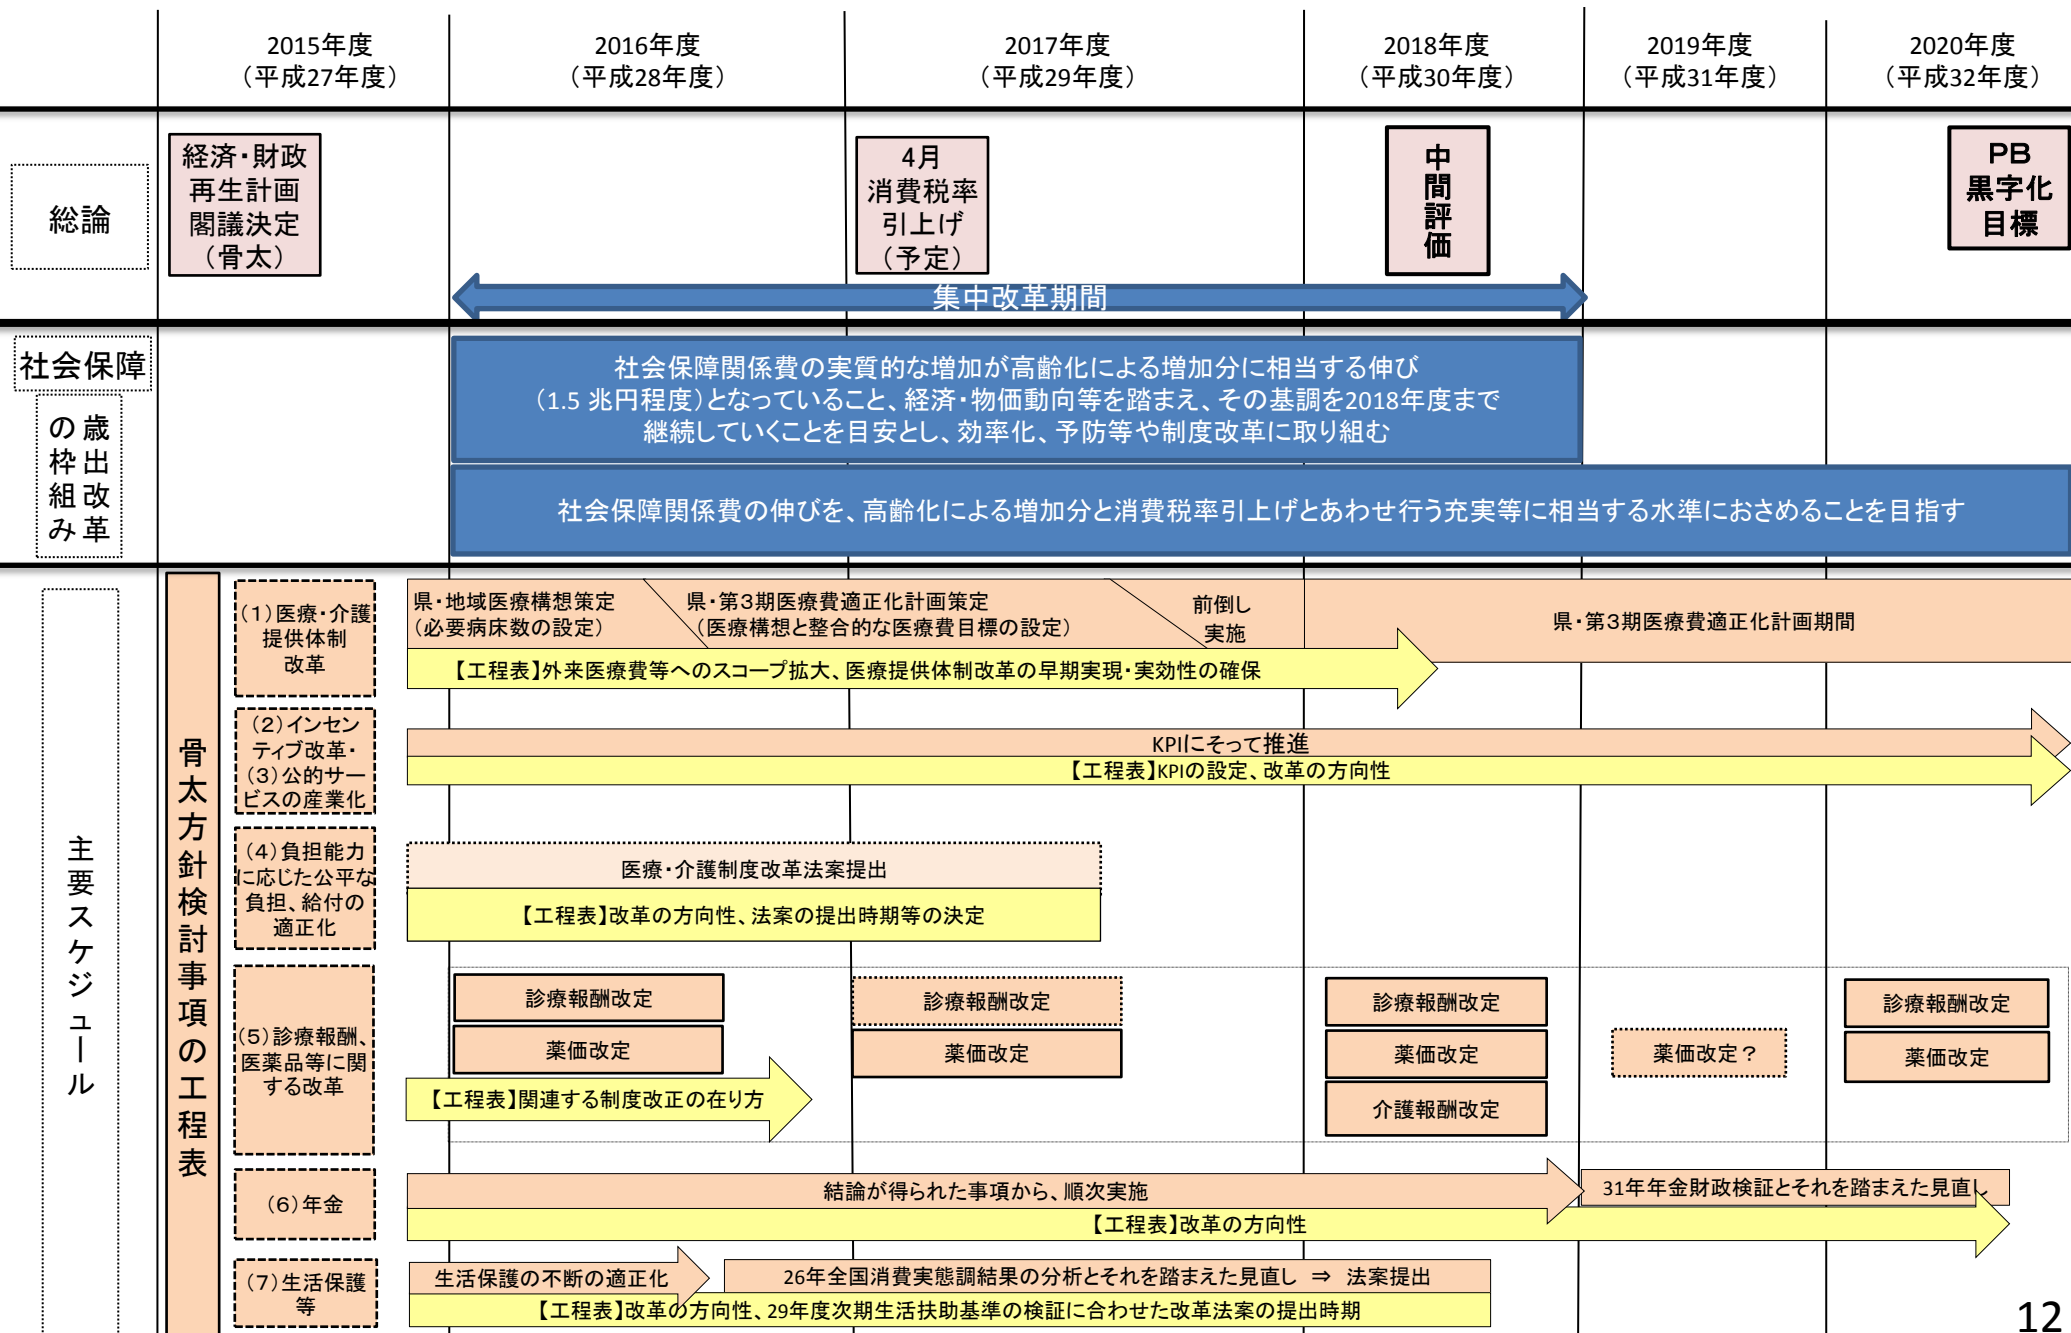 2015年度
（平成27年度）
2016年度
（平成28年度）
2017年度
（平成29年度）
2018年度
（平成30年度）
2019年度
（平成31年度）
2020年度
（平成32年度）
総論
経済・財政
再生計画
閣議決定
（骨太）
4月
消費税率
引上げ
（予定）
中間評価
PB
黒字化
目標
集中改革期間
社会保障
の枠組み
歳出改革
社会保障関係費の実質的な増加が高齢化による増加分に相当する伸び
（1.5 兆円程度）となっていること、経済・物価動向等を踏まえ、その基調を2018年度まで
継続していくことを目安とし、効率化、予防等や制度改革に取り組む
社会保障関係費の伸びを、高齢化による増加分と消費税率引上げとあわせ行う充実等に相当する水準におさめることを目指す
主要スケジュール
骨太方針検討事項の工程表
（1）医療・介護
提供体制
改革
県・地域医療構想策定
（必要病床数の設定）
県・第3期医療費適正化計画策定
（医療構想と整合的な医療費目標の設定）
前倒し
実施
県・第3期医療費適正化計画期間
【工程表】外来医療費等へのスコープ拡大、医療提供体制改革の早期実現・実効性の確保
（2）インセン
ティブ改革・
（3）公的サー
ビスの産業化
KPIにそって推進
【工程表】KPIの設定、改革の方向性
（4）負担能力
に応じた公平な
負担、給付の
適正化
医療・介護制度改革法案提出
【工程表】改革の方向性、法案の提出時期等の決定
（5）診療報酬、
医薬品等に関
する改革
診療報酬改定
薬価改定
診療報酬改定
薬価改定
診療報酬改定
薬価改定
介護報酬改定
薬価改定？
診療報酬改定
薬価改定
【工程表】関連する制度改正の在り方
（6）年金
結論が得られた事項から、順次実施
31年年金財政検証とそれを踏まえた見直し
【工程表】改革の方向性
（7）生活保護
等
生活保護の不断の適正化
26年全国消費実態調結果の分析とそれを踏まえた見直し ⇒ 法案提出
【工程表】改革の方向性、29年度次期生活扶助基準の検証に合わせた改革法案の提出時期
12